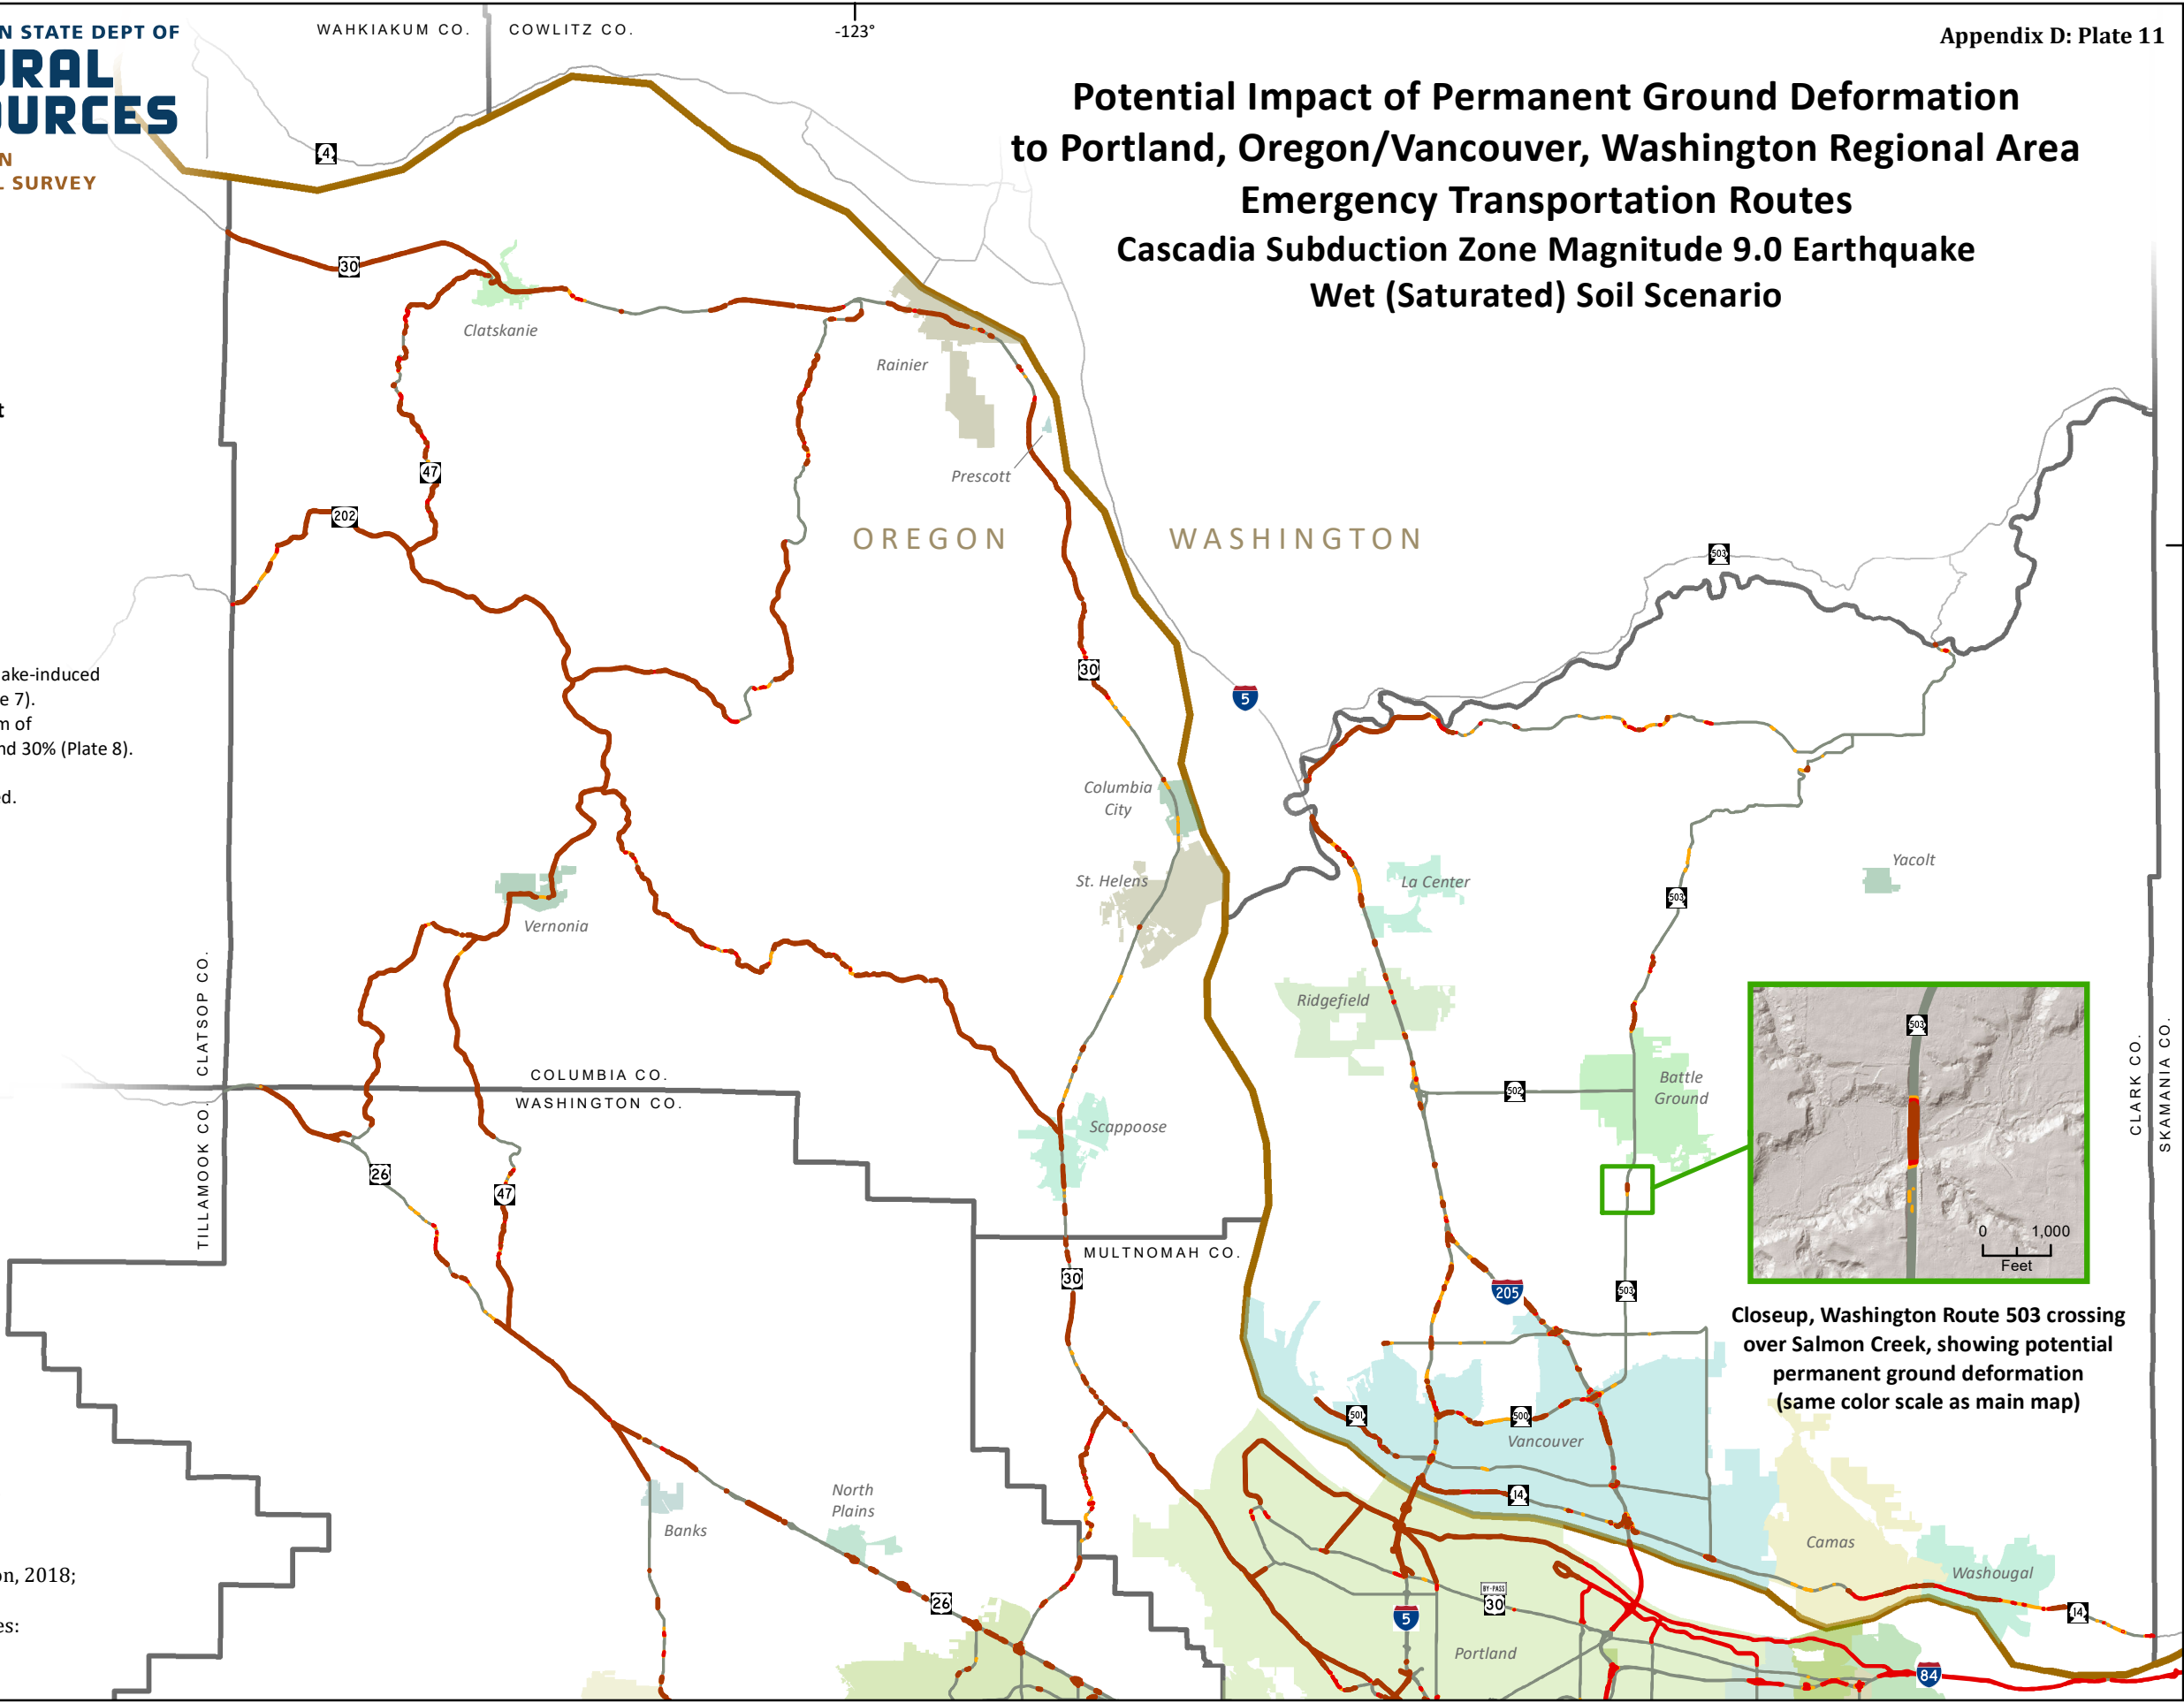 N STATE DEPT OF
URAL
OURCES
N
L SURVEY
WAHKIAKUM CO.
COWLITZ CO.
-123°
Appendix D: Plate 11
Potential Impact of Permanent Ground Deformation
to Portland, Oregon/Vancouver, Washington Regional Area
Emergency Transportation Routes
Cascadia Subduction Zone Magnitude 9.0 Earthquake
Wet (Saturated) Soil Scenario
4
30
Clatskanie
Rainier
t
47
Prescott
202
OREGON
WASHINGTON
503
ake-induced
e 7).
m of
nd 30% (Plate 8).
ed.
30
5
Columbia
City
St. Helens
La Center
Yacolt
503
Vernonia
CLATSOP CO.
TILLAMOOK CO.
Ridgefield
503
COLUMBIA CO.
WASHINGTON CO.
502
Battle
Ground
CLARK CO.
SKAMANIA CO.
Scappoose
26
47
0 1,000
Feet
MULTNOMAH CO.
30
205
503
Closeup, Washington Route 503 crossing
over Salmon Creek, showing potential
permanent ground deformation
(same color scale as main map)
501
500
Vancouver
14
North
Plains
Banks
Camas
Washougal
on, 2018;
es:
26
BY-PASS
30
5
14
Portland
84